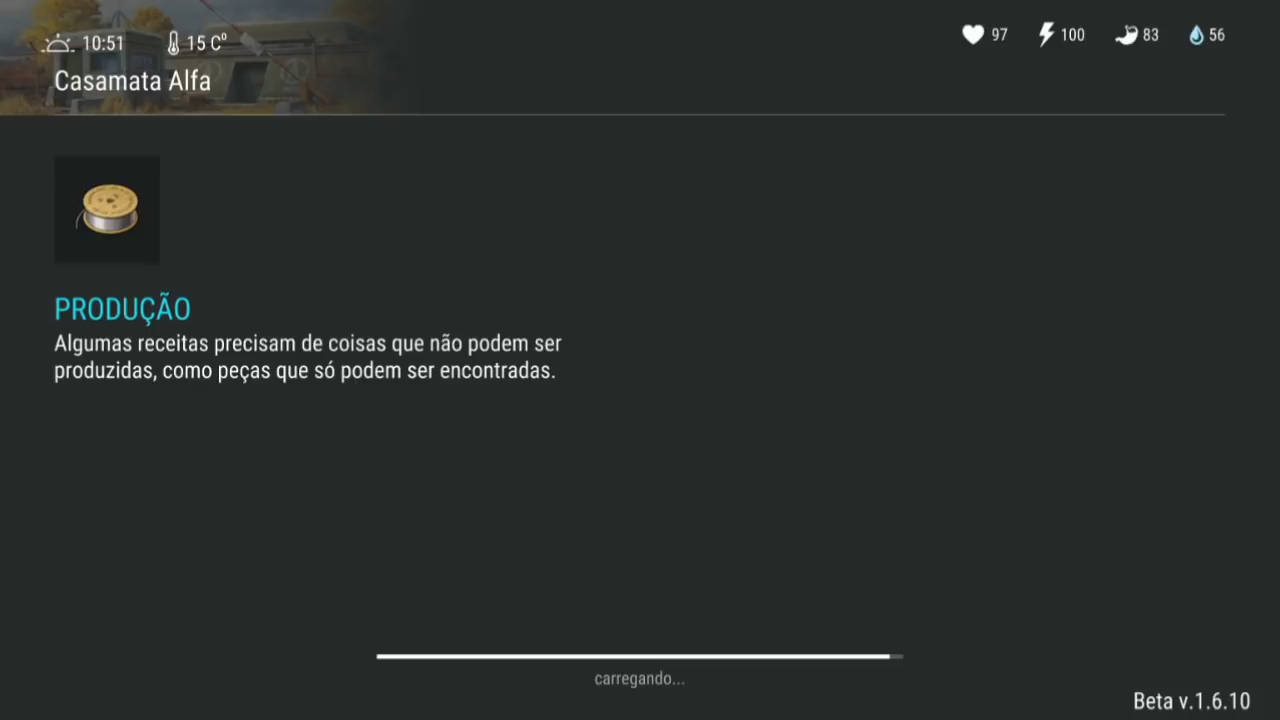 10:51
15 Cº
97
100
83
56
Casamata Alfa
PRODUÇÃO
Algumas receitas precisam de coisas que não podem ser
produzidas, como peças que só podem ser encontradas.
carregando...
Beta v.1.6.10